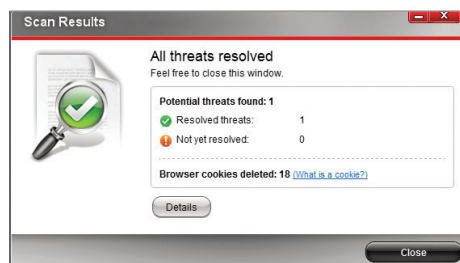 Scan Results
All threats resolved
Feel free to close this window.
Potential threats found: 1
Resolved threats: 1
Not yet resolved: 0
Browser cookies deleted: 18 (What is a cookie?)
Details
Close